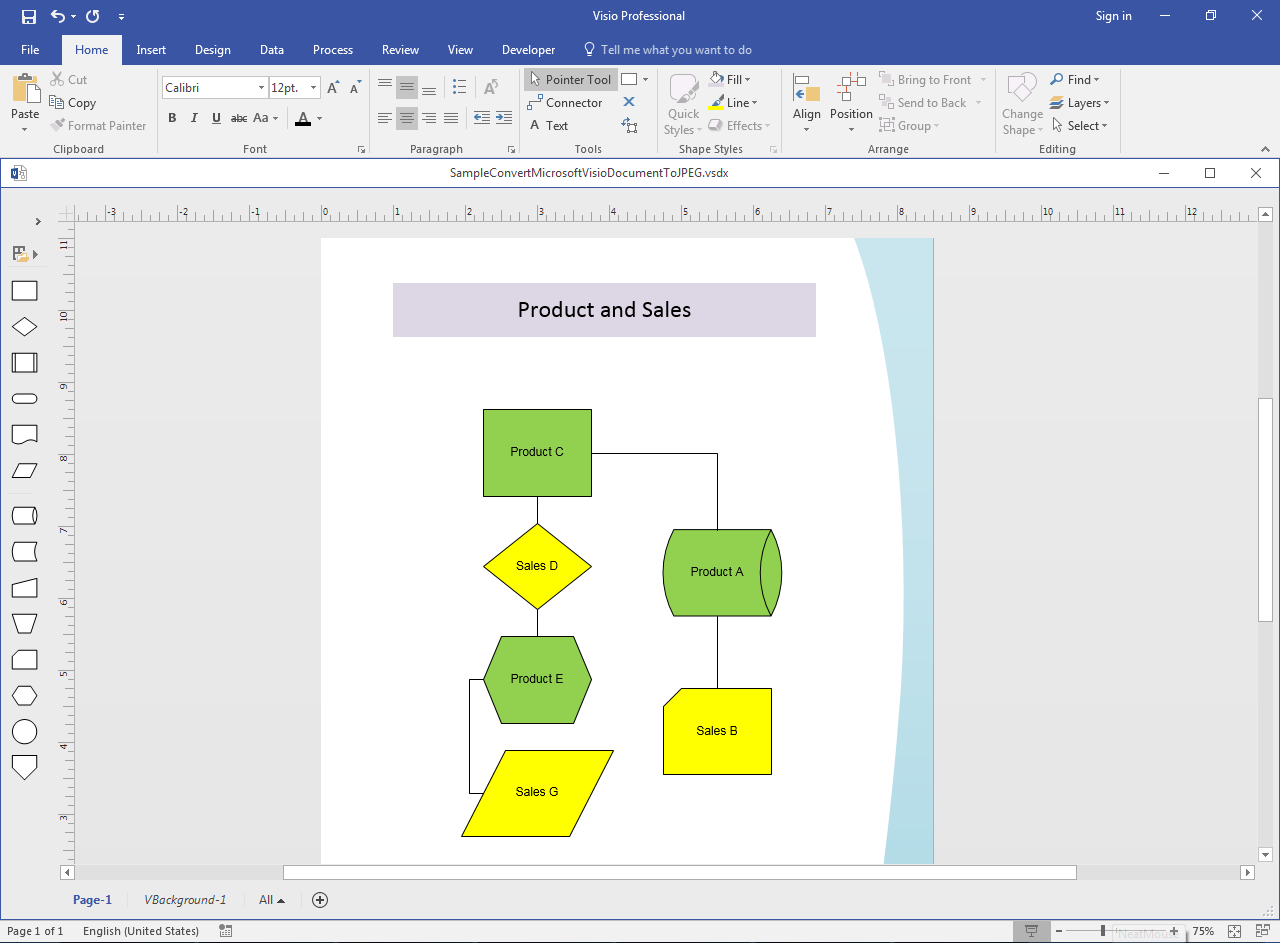 Visio Professional
Sign in
File Home Insert Design Data Process Review View Developer Tell me what you want to do
Paste
Cut
Copy
Format Painter
Clipboard
Calibri 12pt. A A
B I U abc Aa A
Font
Paragraph
Pointer Tool
Connector
A Text
Tools
Quick Styles
Fill
Line
Effects
Shape Styles
Align
Position
Bring to Front
Send to Back
Group
Arrange
Change Shape
Find
Layers
Select
Editing
SampleConvertMicrosoftVisioDocumentToJPEG.vsdx
-3 -2 -1 0 1 2 3 4 5 6 7 8 9 10 11 12
11
10
9
8
7
6
5
4
3
Product and Sales
Product C
Sales D
Product A
Product E
Sales B
Sales G
Page-1 VBackground-1 All
Page 1 of 1 English (United States) 75%